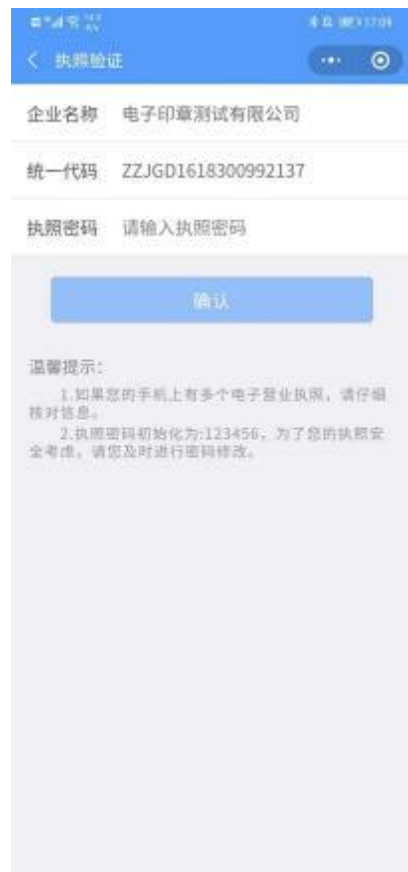 执照验证
企业名称 电子印章测试有限公司
统一代码 ZZJGD1618300992137
执照密码 请输入执照密码
确认
温馨提示:
1.如果您的手机上有多个电子营业执照，请仔细
核对信息。
2.执照密码初始化为:123456，为了您的执照安
全考虑，请您及时进行密码修改。